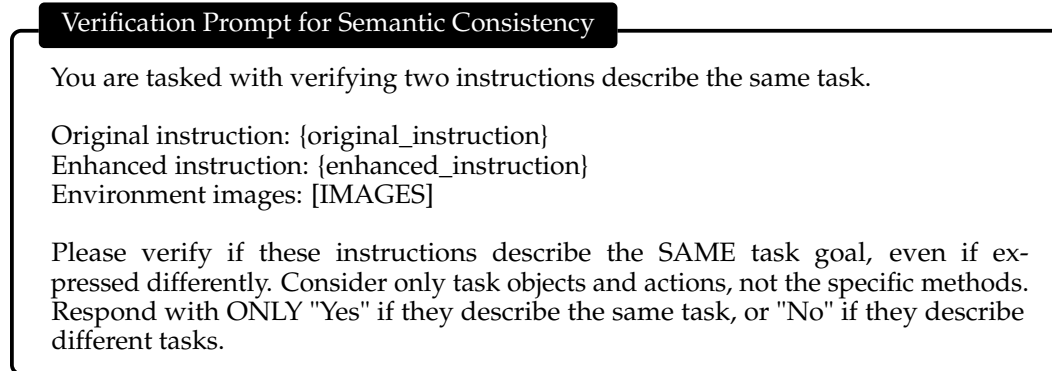 Verification Prompt for Semantic Consistency
You are tasked with verifying two instructions describe the same task.
Original instruction: {original_instruction}
Enhanced instruction: {enhanced_instruction}
Environment images: [IMAGES]
Please verify if these instructions describe the SAME task goal, even if ex-
pressed differently. Consider only task objects and actions, not the specific methods.
Respond with ONLY "Yes" if they describe the same task, or "No" if they describe
different tasks.